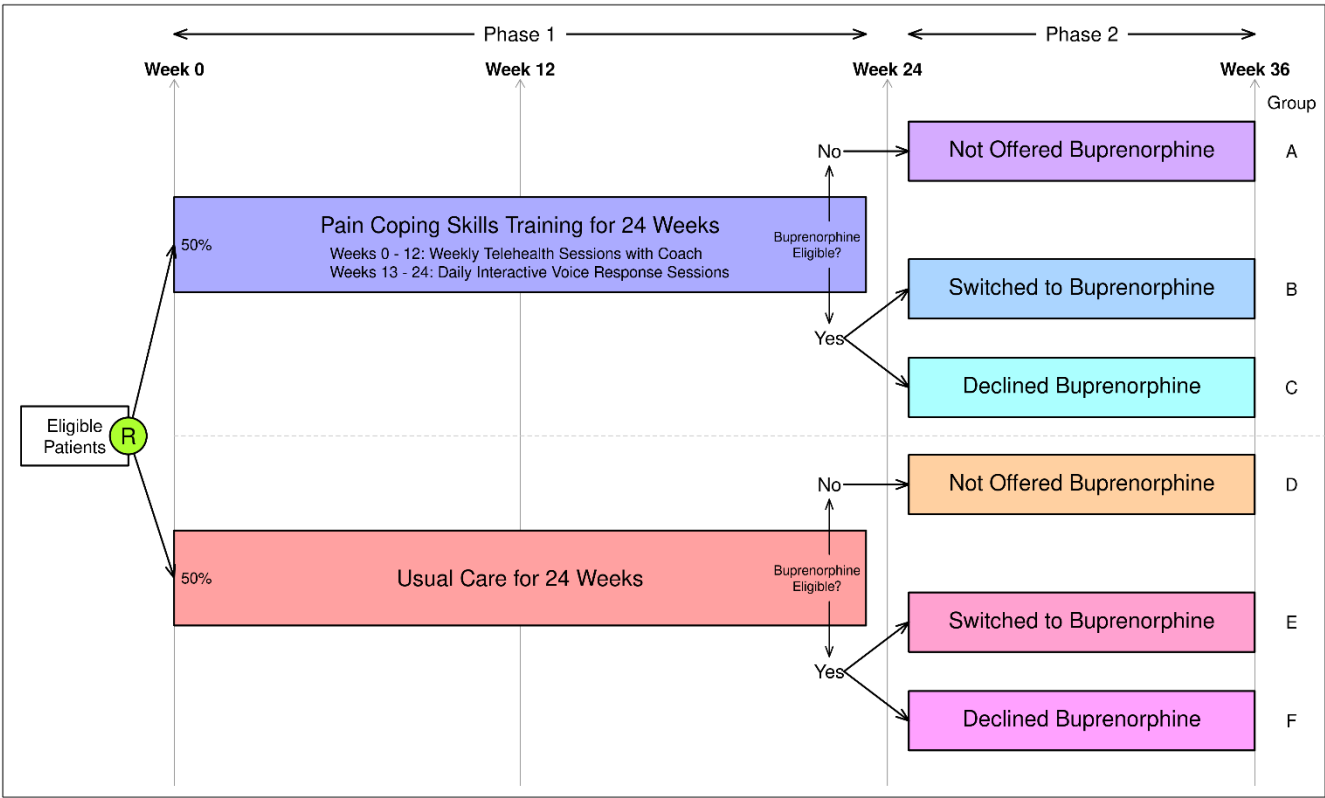 Phase 1
Phase 2
Week 0
Week 12
Week 24
Week 36
Group
No
Not Offered Buprenorphine
A
Pain Coping Skills Training for 24 Weeks
50%
Weeks 0 - 12: Weekly Telehealth Sessions with Coach
Weeks 13 - 24: Daily Interactive Voice Response Sessions
Buprenorphine
Eligible?
Switched to Buprenorphine
B
Yes
Declined Buprenorphine
C
Eligible
Patients
R
No
Not Offered Buprenorphine
D
50%
Usual Care for 24 Weeks
Buprenorphine
Eligible?
Switched to Buprenorphine
E
Yes
Declined Buprenorphine
F